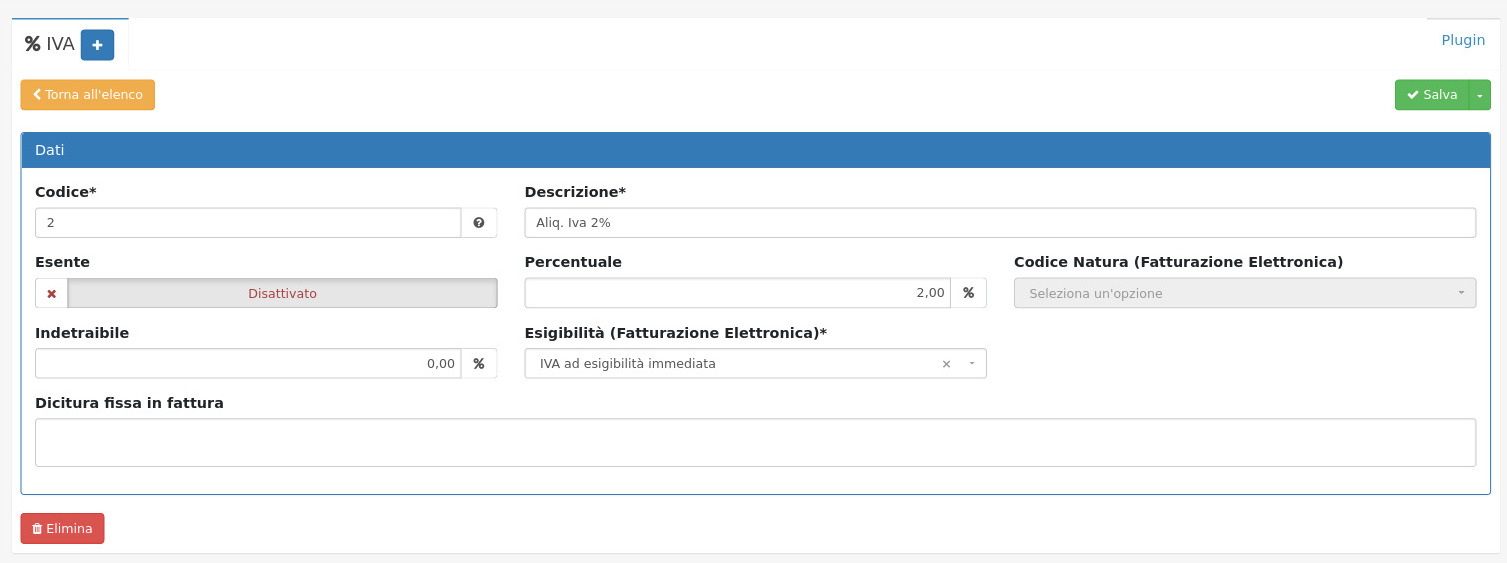 % IVA
Plugin
Torna all'elenco
Salva
Dati
Codice*
Descrizione*
2
Aliq. Iva 2%
Esente
Percentuale
Codice Natura (Fatturazione Elettronica)
Disattivato
2,00 %
Seleziona un'opzione
Indetraibile
Esigibilità (Fatturazione Elettronica)*
0,00 %
IVA ad esigibilità immediata
Dicitura fissa in fattura
Elimina